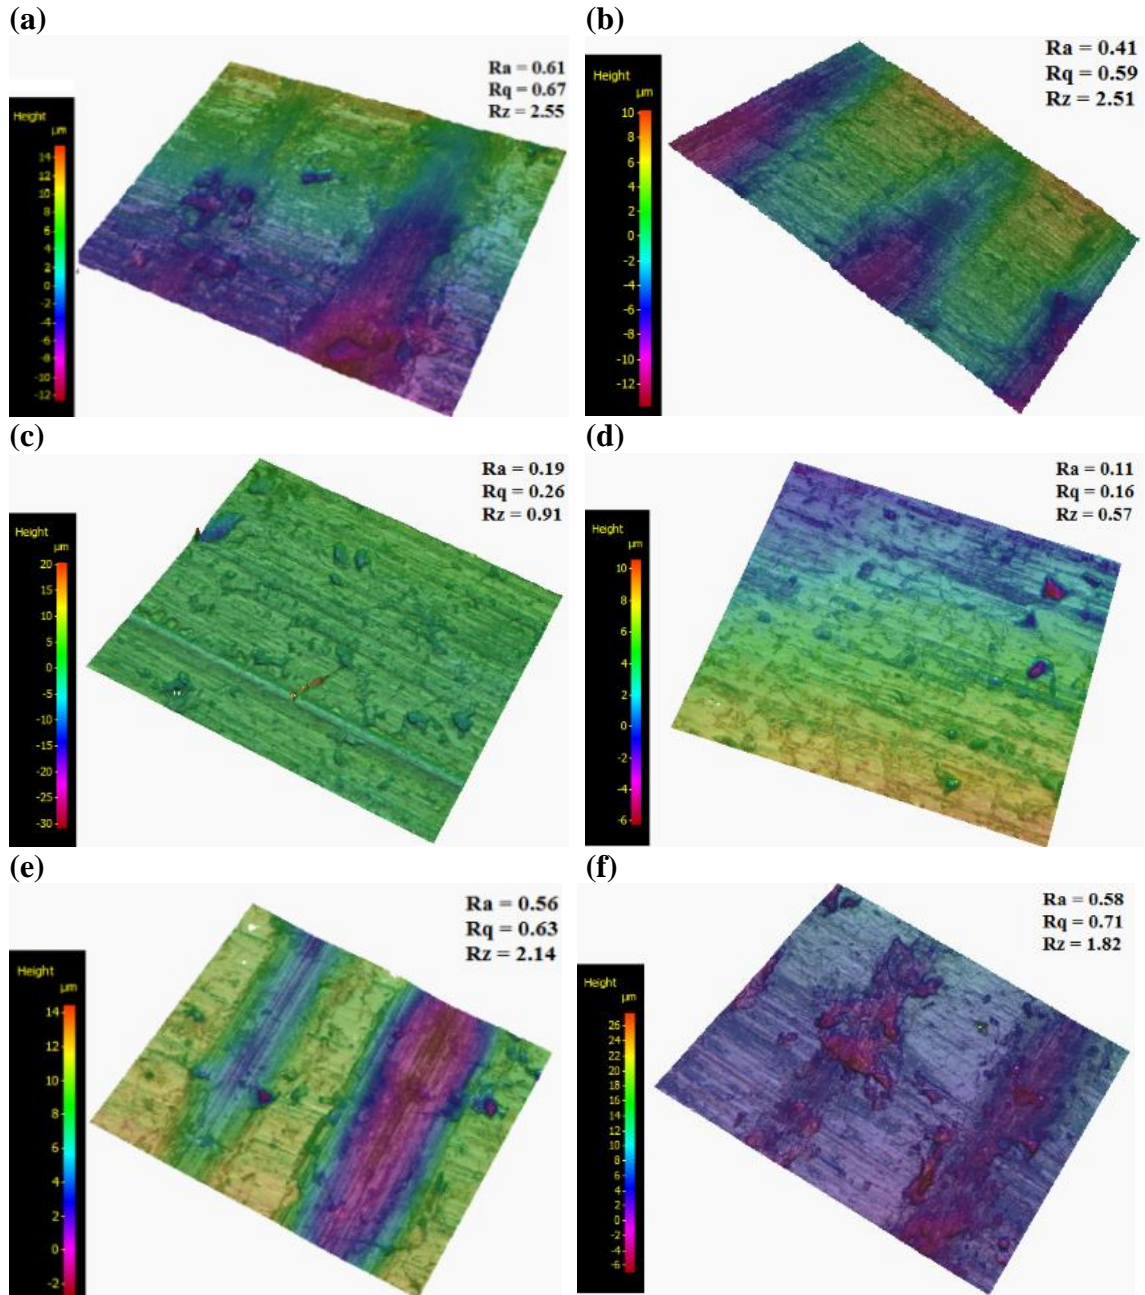 (a)
Ra = 0.61
Rq = 0.67
Rz = 2.55
Height
µm
14
12
10
8
6
4
2
0
-2
-4
-6
-8
-10
-12
(b)
Ra = 0.41
Rq = 0.59
Rz = 2.51
Height
µm
10
8
6
4
2
0
-2
-4
-6
-8
-10
-12
(c)
Ra = 0.19
Rq = 0.26
Rz = 0.91
Height
µm
20
15
10
5
0
-5
-10
-15
-20
-25
-30
(d)
Ra = 0.11
Rq = 0.16
Rz = 0.57
Height
µm
10
8
6
4
2
0
-2
-4
-6
(e)
Ra = 0.56
Rq = 0.63
Rz = 2.14
Height
µm
14
12
10
8
6
4
2
0
-2
(f)
Ra = 0.58
Rq = 0.71
Rz = 1.82
Height
µm
26
24
22
20
18
16
14
12
10
8
6
4
2
0
-2
-4
-6